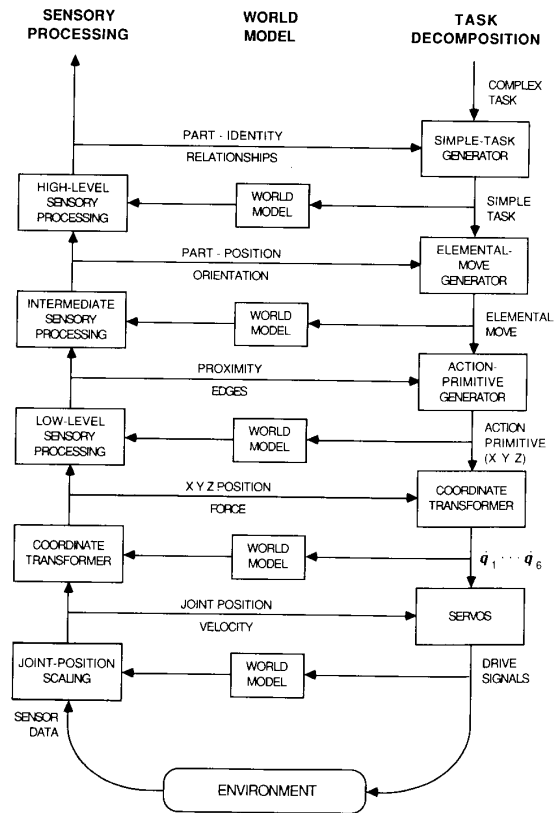 SENSORY
PROCESSING
WORLD
MODEL
TASK
DECOMPOSITION
COMPLEX
TASK
PART - IDENTITY
RELATIONSHIPS
SIMPLE-TASK
GENERATOR
HIGH-LEVEL
SENSORY
PROCESSING
WORLD
MODEL
SIMPLE
TASK
PART - POSITION
ORIENTATION
ELEMENTAL-
MOVE
GENERATOR
INTERMEDIATE
SENSORY
PROCESSING
WORLD
MODEL
ELEMENTAL
MOVE
PROXIMITY
EDGES
ACTION-
PRIMITIVE
GENERATOR
LOW-LEVEL
SENSORY
PROCESSING
WORLD
MODEL
ACTION
PRIMITIVE
(X Y Z)
X Y Z POSITION
FORCE
COORDINATE
TRANSFORMER
COORDINATE
TRANSFORMER
WORLD
MODEL
q̇1 · · · q̇6
JOINT POSITION
VELOCITY
SERVOS
JOINT-POSITION
SCALING
WORLD
MODEL
DRIVE
SIGNALS
SENSOR
DATA
ENVIRONMENT